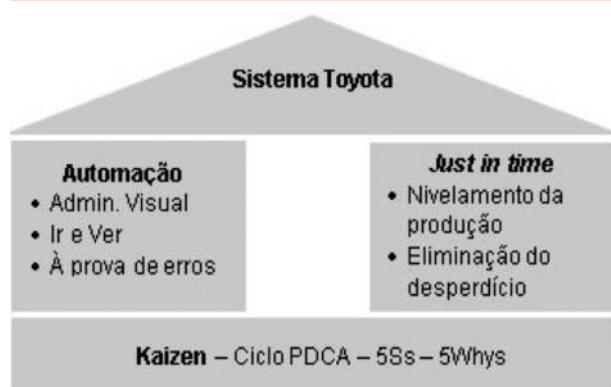 Sistema Toyota
Automação
• Admin. Visual
• Ir e Ver
• À prova de erros
Just in time
• Nivelamento da
produção
• Eliminação do
desperdício
Kaizen – Ciclo PDCA – 5Ss – 5Whys